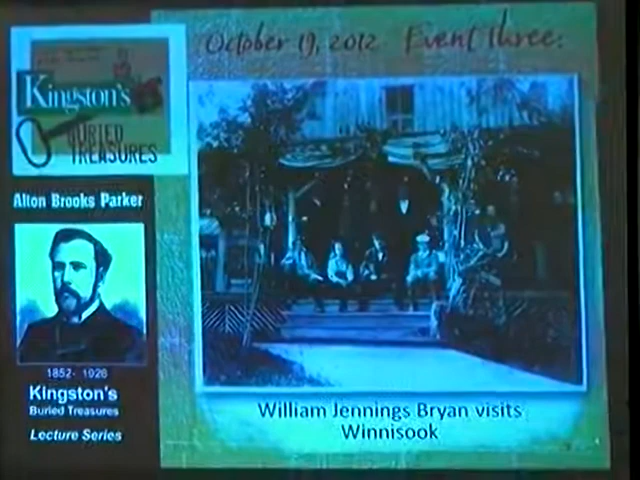 October 19, 2012 Event Three:
Kingston's
BURIED
TREASURES
Alton Brooks Parker
1852- 1926
Kingston's
Buried Treasures
Lecture Series
William Jennings Bryan visits
Winnisook